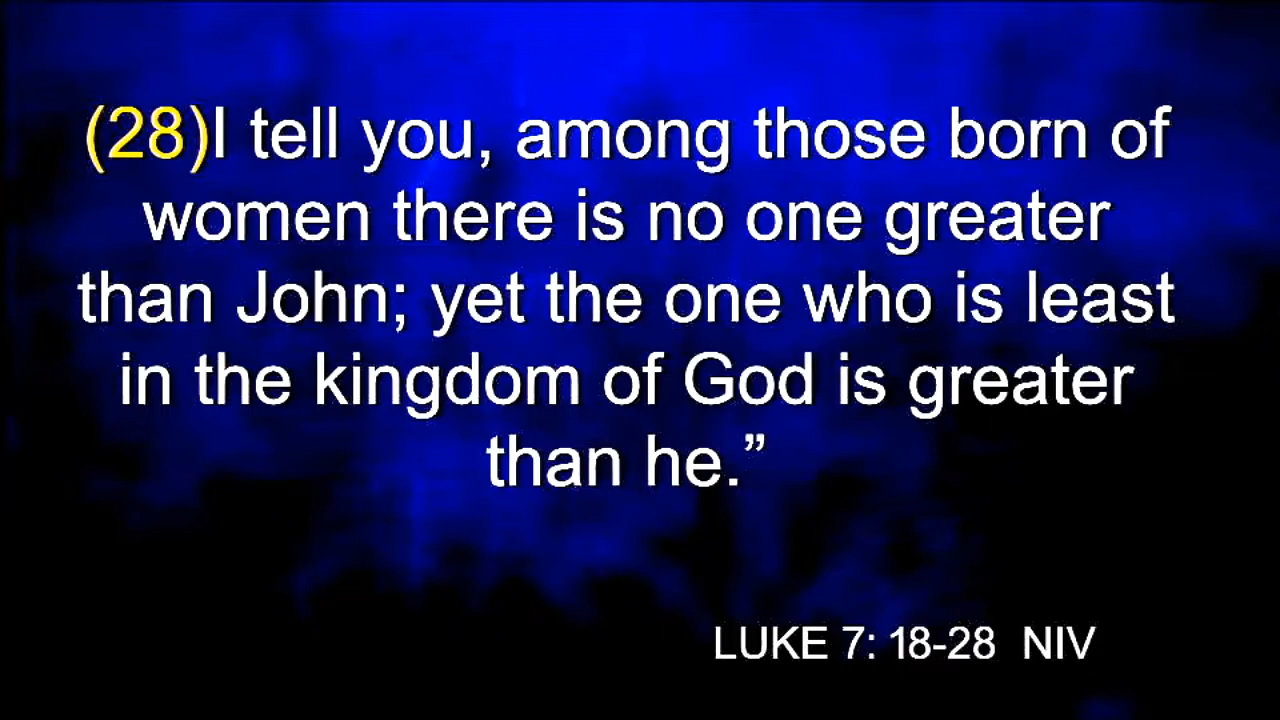 (28)I tell you, among those born of
women there is no one greater
than John; yet the one who is least
in the kingdom of God is greater
than he.”
LUKE 7: 18-28 NIV